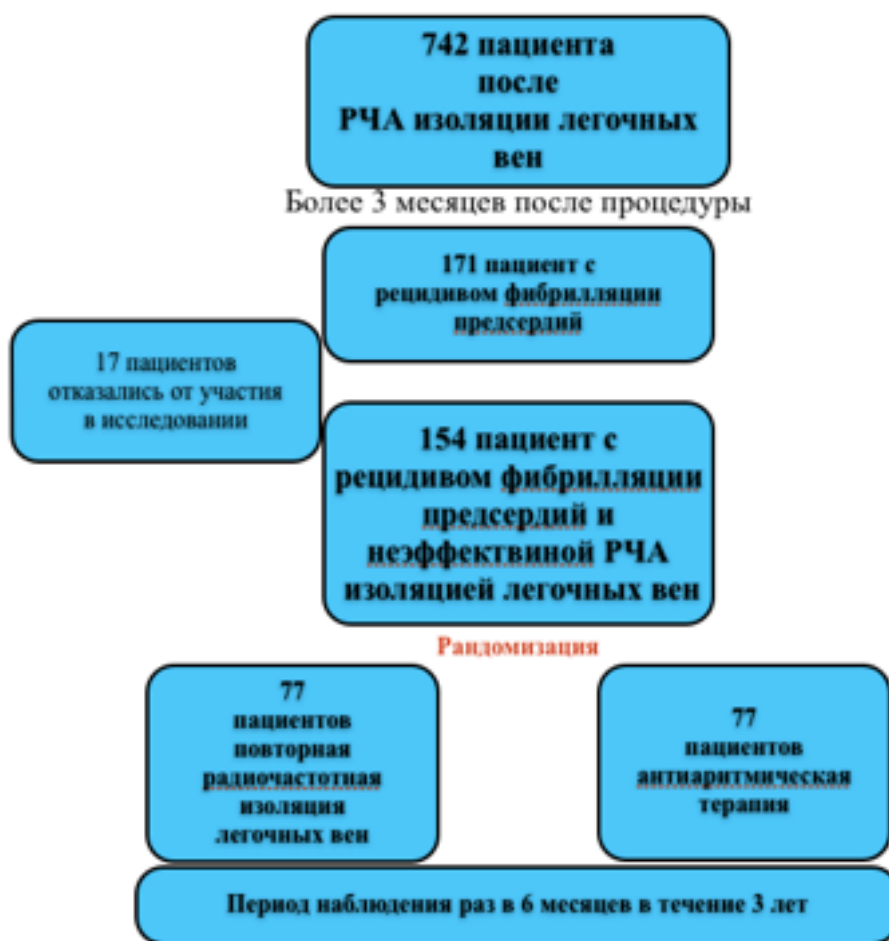 742 пациента
после
РЧА изоляции легочных
вен
Более 3 месяцев после процедуры
171 пациент с
рецидивом фибрилляции
предсердий
17 пациентов
отказались от участия
в исследовании
154 пациент с
рецидивом фибрилляции
предсердий и
неэффектвиной РЧА
изоляцией легочных вен
Рандомизация
77
пациентов
повторная
радиочастотная
изоляция
легочных вен
77
пациентов
антиаритмическая
терапия
Период наблюдения раз в 6 месяцев в течение 3 лет